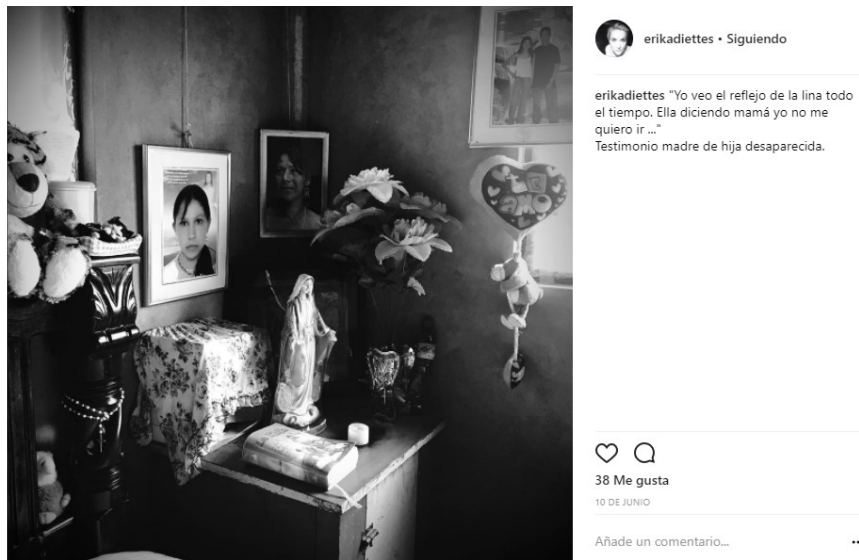 erikadiettes • Siguiendo
erikadiettes "Yo veo el reflejo de la lina todo
el tiempo. Ella diciendo mamá yo no me
quiero ir ..."
Testimonio madre de hija desaparecida.
38 Me gusta
10 DE JUNIO
Añade un comentario...